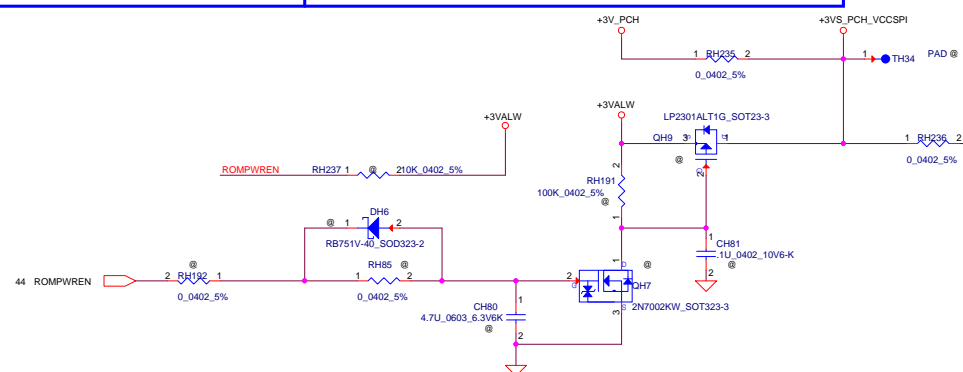 +3V_PCH
+3VS_PCH_VCCSPI
1 RH235 2
0_0402_5%
1 TH34 PAD @
+3VALW
+3VALW
LP2301ALT1G_SOT23-3
QH9 3 S D 1
@
G
2
1 RH236 2
0_0402_5%
ROMPWREN RH237 1 @ 2 10K_0402_5%
2
RH191
100K_0402_5%
@
1
DH6
@ 1 2
RB751V-40_SOD323-2
1
CH81
.1U_0402_10V6-K
2
@
44 ROMPWREN
@
2 RH192 1
0_0402_5%
RH85 @
1 2
0_0402_5%
1
D
@
2
G
QH7
S
3
2N7002KW_SOT323-3
1
CH80
4.7U_0603_6.3V6K
@
2